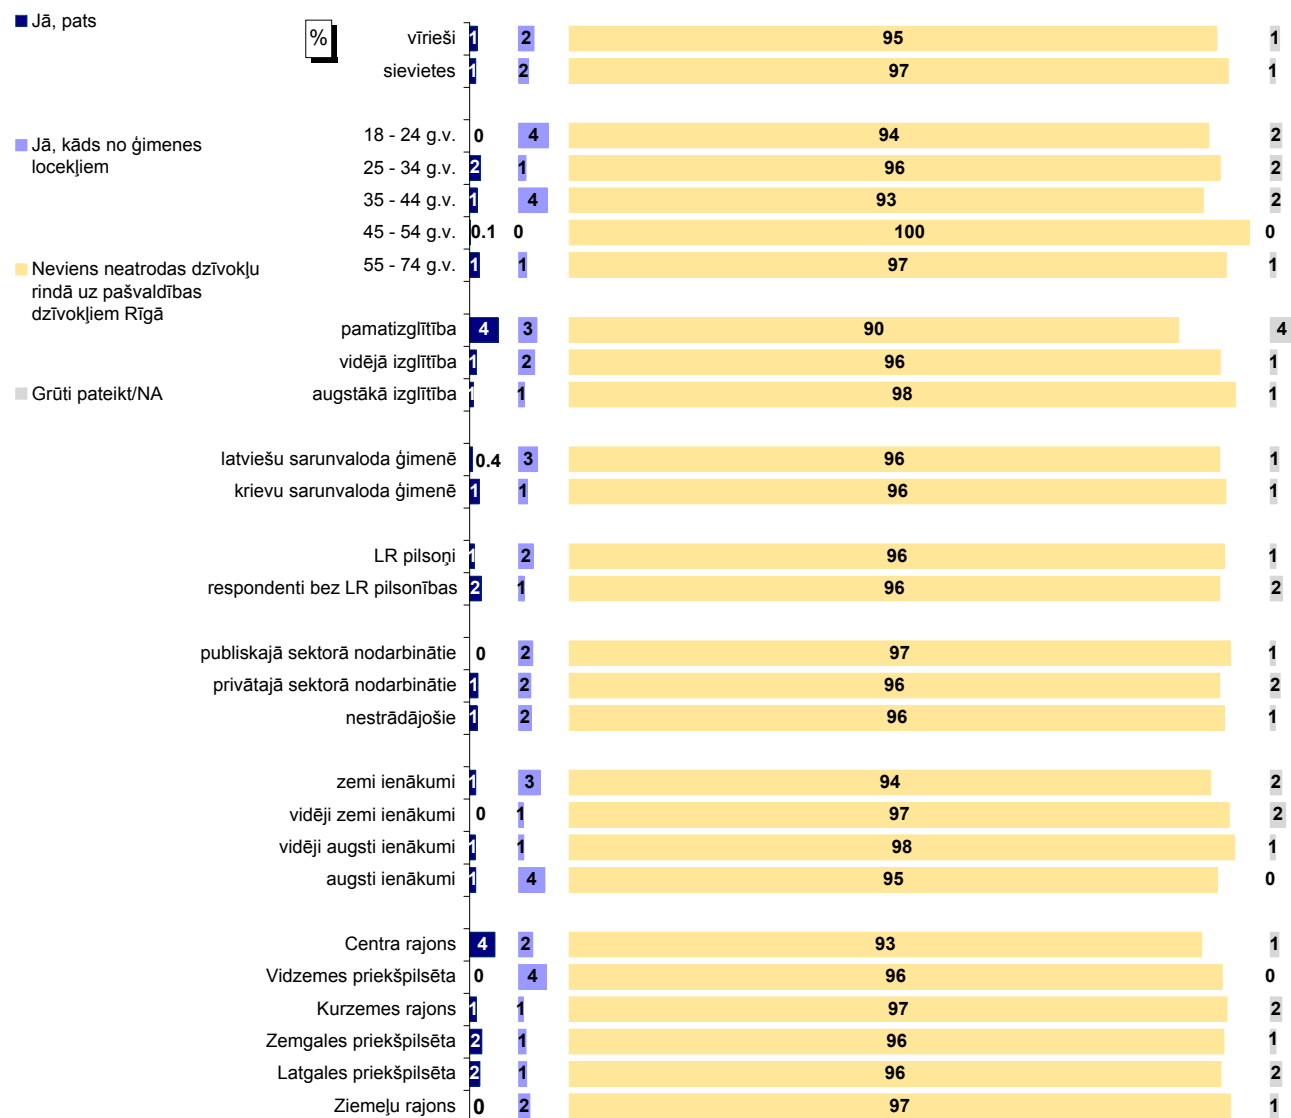 Jā, pats
%
vīrieši 1 2 95 1
sievietes 1 2 97 1
Jā, kāds no ģimenes
locekļiem
18 - 24 g.v. 0 4 94 2
25 - 34 g.v. 2 1 96 2
35 - 44 g.v. 1 4 93 2
45 - 54 g.v. 0.1 0 100 0
55 - 74 g.v. 1 1 97 1
Neviens neatrodas dzīvokļu
rindā uz pašvaldības
dzīvokļiem Rīgā
pamatizglītība 4 3 90 4
vidējā izglītība 1 2 96 1
augstākā izglītība 1 1 98 1
Grūti pateikt/NA
latviešu sarunvaloda ģimenē 0.4 3 96 1
krievu sarunvaloda ģimenē 1 1 96 1
LR pilsoņi 1 2 96 1
respondenti bez LR pilsonības 2 1 96 2
publiskajā sektorā nodarbinātie 0 2 97 1
privātajā sektorā nodarbinātie 1 2 96 2
nestrādājošie 1 2 96 1
zemi ienākumi 1 3 94 2
vidēji zemi ienākumi 0 1 97 2
vidēji augsti ienākumi 1 1 98 1
augsti ienākumi 1 4 95 0
Centra rajons 4 2 93 1
Vidzemes priekšpilsēta 0 4 96 0
Kurzemes rajons 1 1 97 2
Zemgales priekšpilsēta 2 1 96 1
Latgales priekšpilsēta 2 1 96 2
Ziemeļu rajons 0 2 97 1